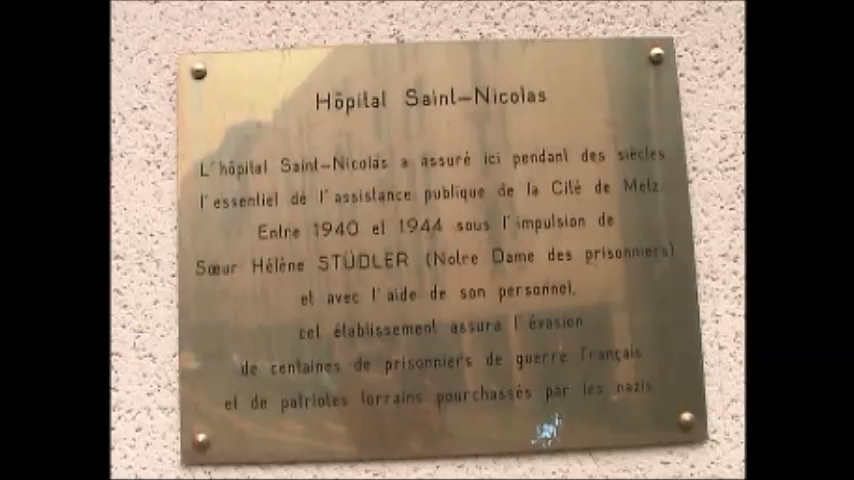 Hôpital Saint-Nicolas
L'hôpital Saint-Nicolas a assuré ici pendant des siècles
l'essentiel de l'assistance publique de la Cité de Metz.
Entre 1940 et 1944 sous l'impulsion de
Sœur Hélène STÜDLER (Notre Dame des prisonniers)
et avec l'aide de son personnel,
cet établissement assura l'évasion
de centaines de prisonniers de guerre français
et de patriotes lorrains pourchassés par les nazis.